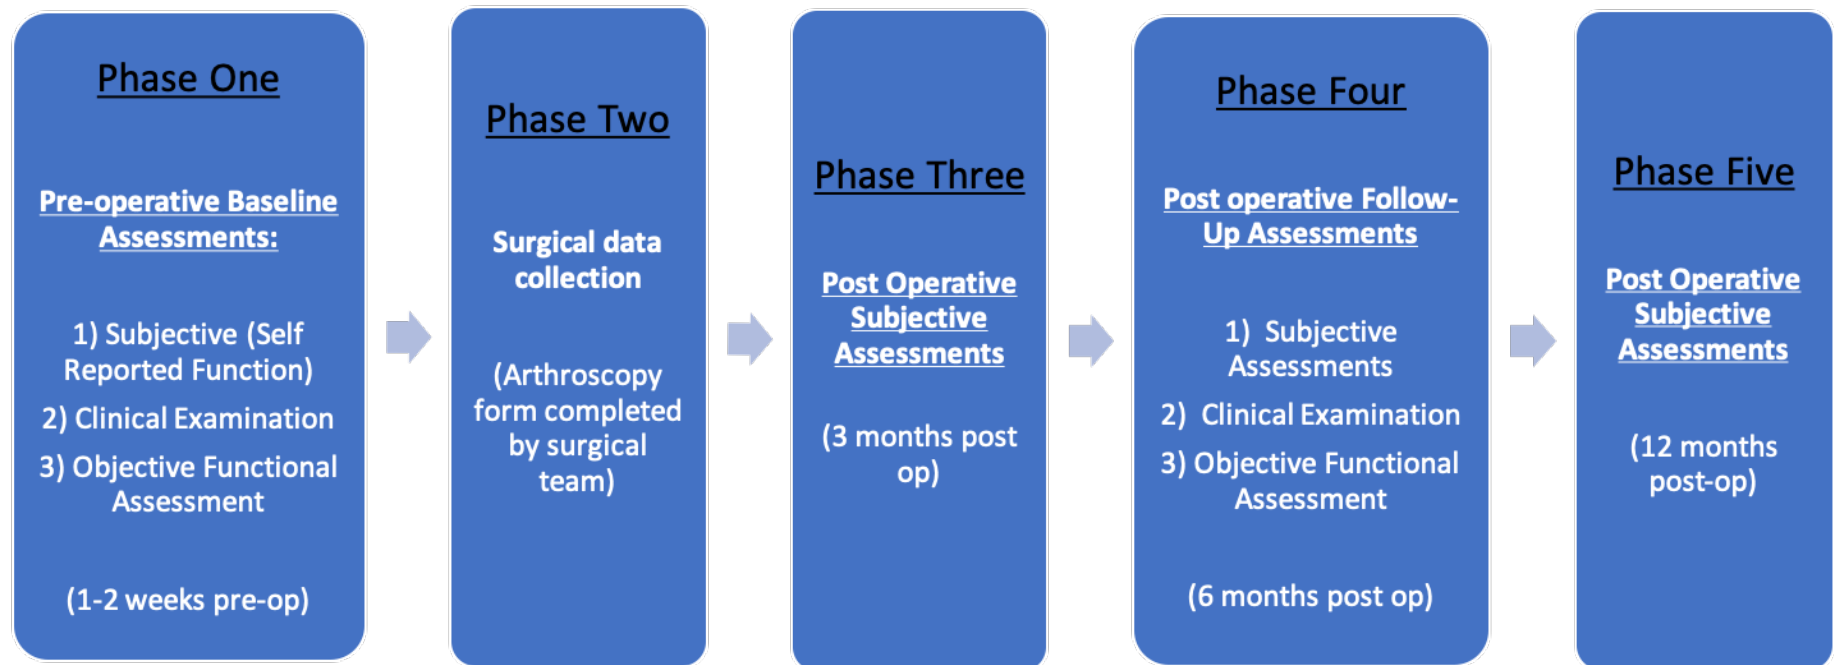 Phase One
Pre-operative Baseline
Assessments:
1) Subjective (Self
Reported Function)
2) Clinical Examination
3) Objective Functional
Assessment
(1-2 weeks pre-op)
Phase Two
Surgical data
collection
(Arthroscopy
form completed
by surgical
team)
Phase Three
Post Operative
Subjective
Assessments
(3 months post
op)
Phase Four
Post operative Follow-
Up Assessments
1) Subjective
Assessments
2) Clinical Examination
3) Objective Functional
Assessment
(6 months post op)
Phase Five
Post Operative
Subjective
Assessments
(12 months
post-op)